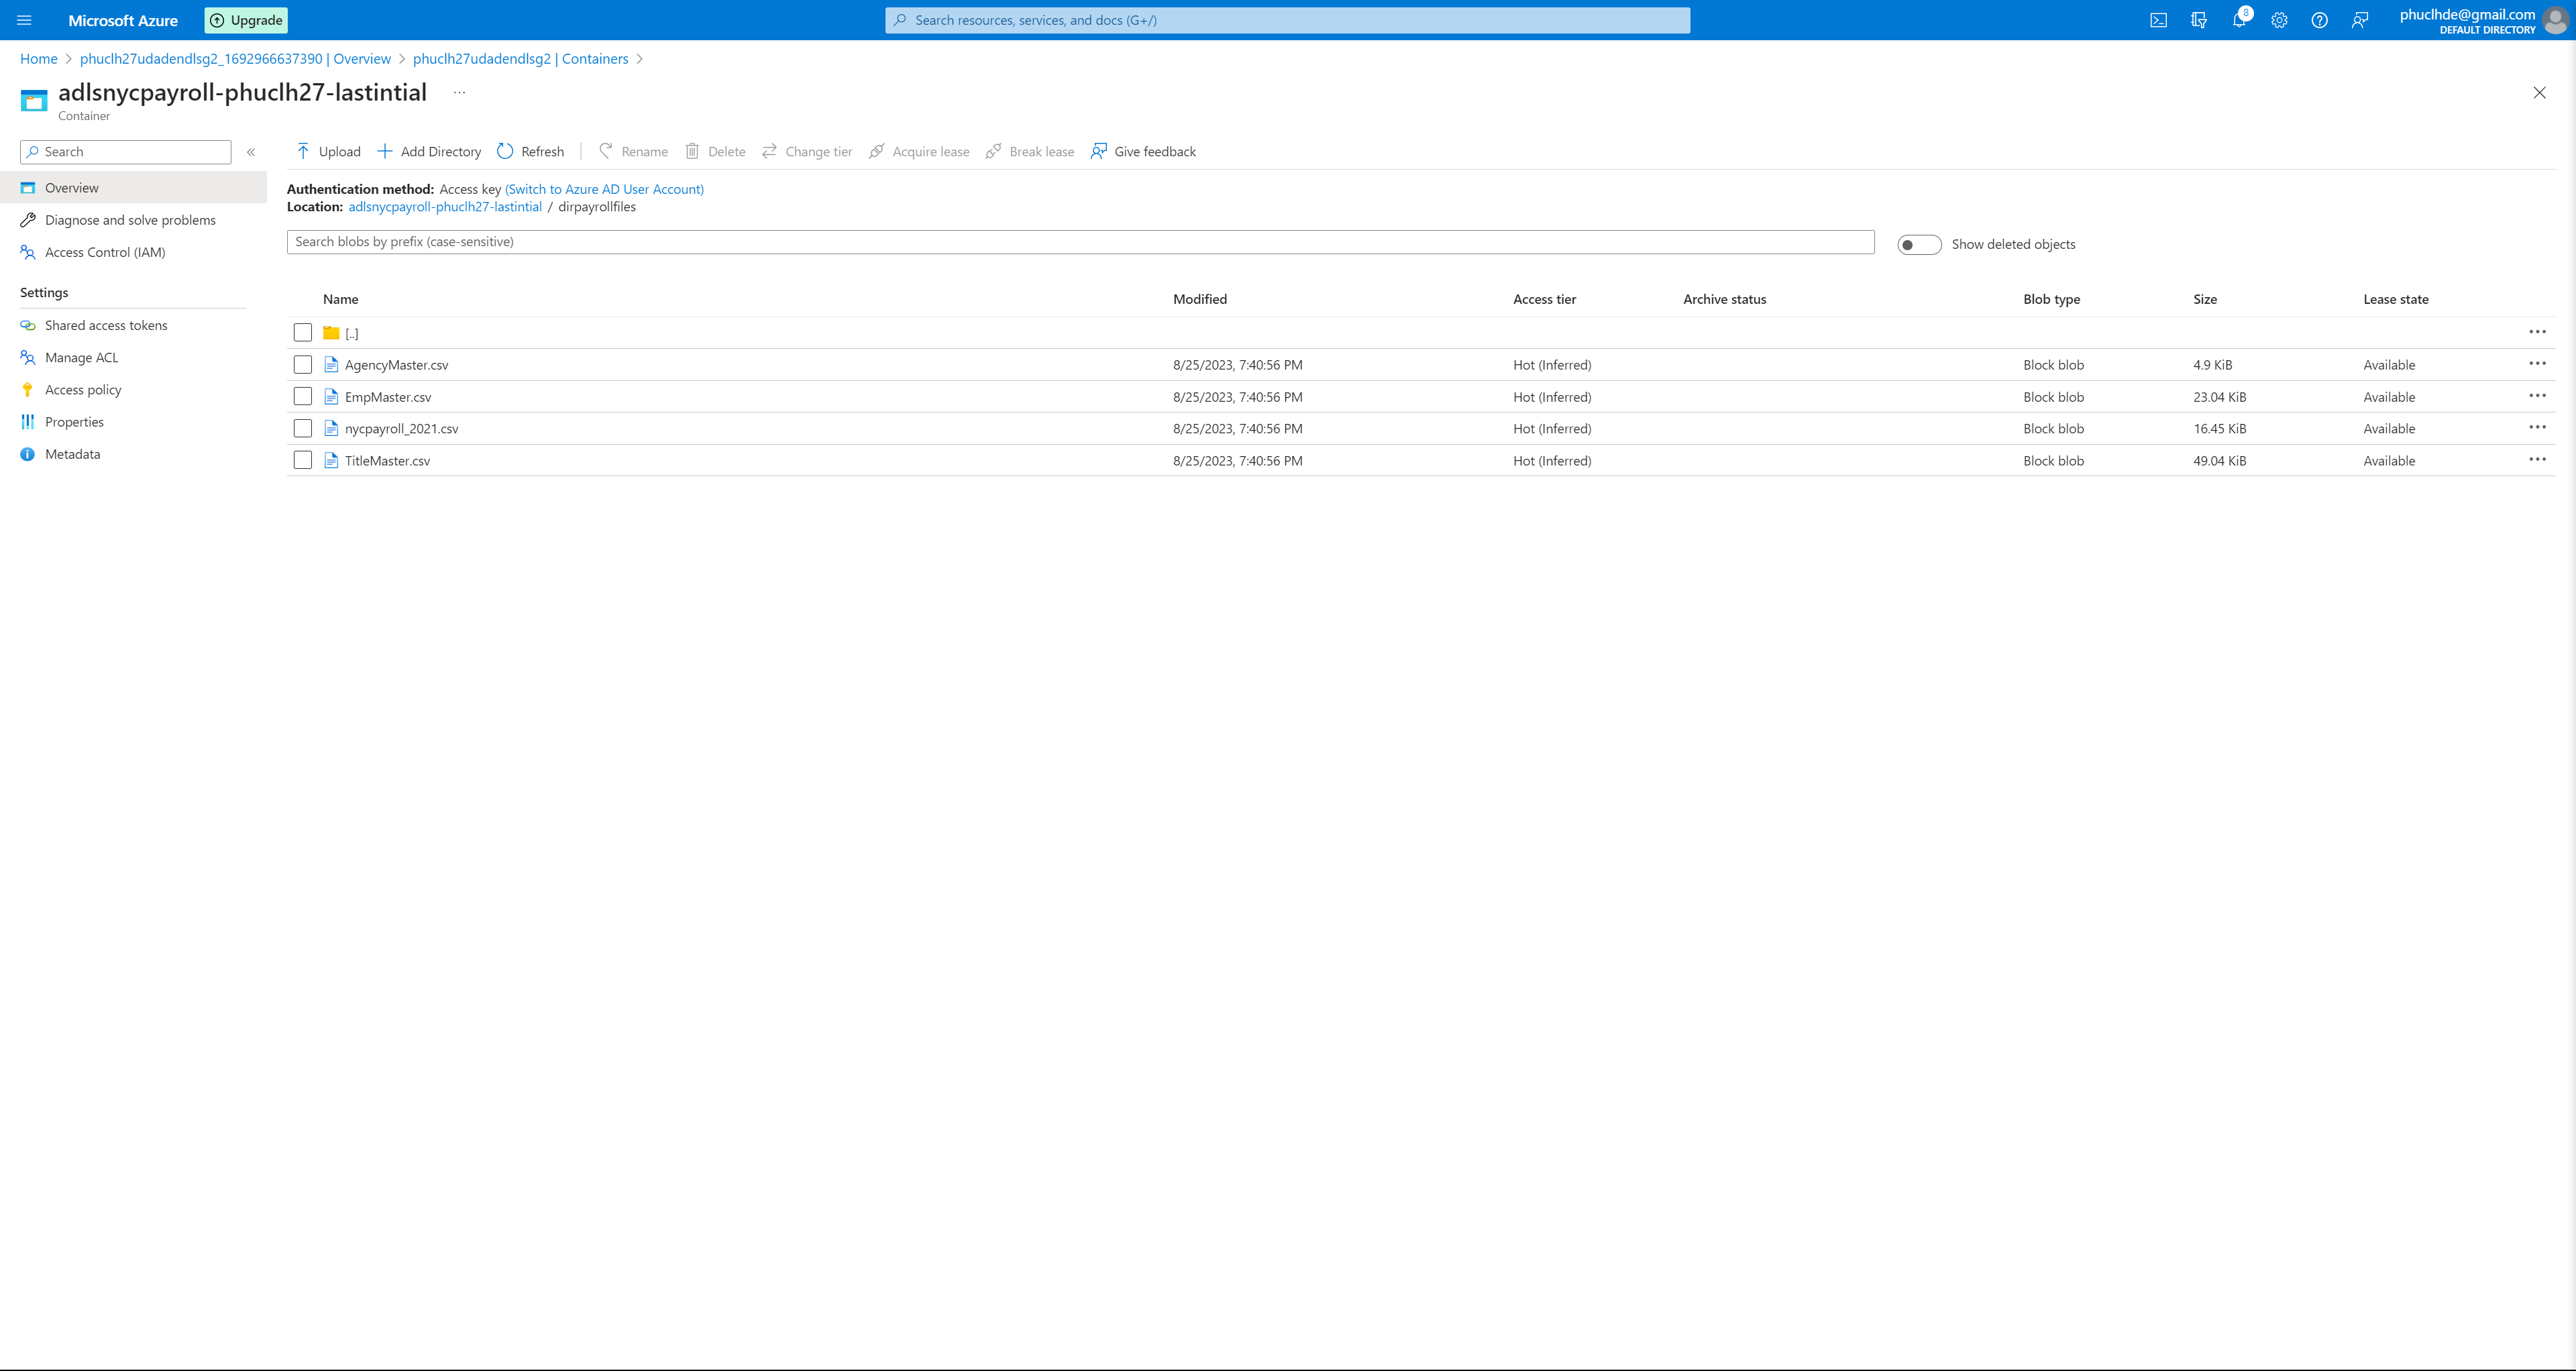 Microsoft Azure
Upgrade
Search resources, services, and docs (G+/)
8
phuclhde@gmail.com
DEFAULT DIRECTORY
Home > phuclh27udadendlsg2_1692966637390 | Overview > phuclh27udadendlsg2 | Containers >
adlsnycpayroll-phuclh27-lastintial ...
Container
Search «
Upload Add Directory Refresh Rename Delete Change tier Acquire lease Break lease Give feedback
Overview
Diagnose and solve problems
Access Control (IAM)
Settings
Shared access tokens
Manage ACL
Access policy
Properties
Metadata
Authentication method: Access key (Switch to Azure AD User Account)
Location: adlsnycpayroll-phuclh27-lastintial / dirpayrollfiles
Search blobs by prefix (case-sensitive)
Show deleted objects
Name Modified Access tier Archive status Blob type Size Lease state
[..]
AgencyMaster.csv 8/25/2023, 7:40:56 PM Hot (Inferred) Block blob 4.9 KiB Available
EmpMaster.csv 8/25/2023, 7:40:56 PM Hot (Inferred) Block blob 23.04 KiB Available
nycpayroll_2021.csv 8/25/2023, 7:40:56 PM Hot (Inferred) Block blob 16.45 KiB Available
TitleMaster.csv 8/25/2023, 7:40:56 PM Hot (Inferred) Block blob 49.04 KiB Available